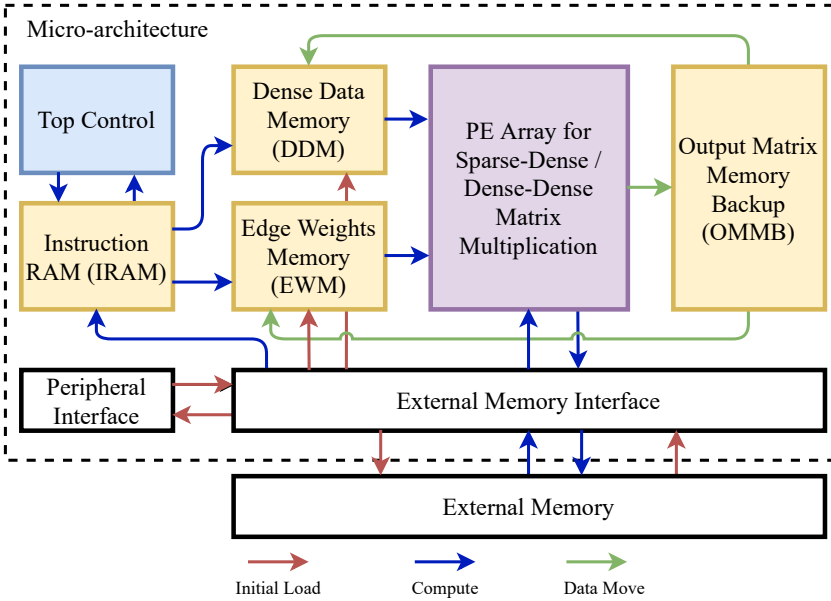 Micro-architecture
Top Control
Dense Data
Memory
(DDM)
PE Array for
Sparse-Dense /
Dense-Dense
Matrix
Multiplication
Output Matrix
Memory
Backup
(OMMB)
Instruction
RAM (IRAM)
Edge Weights
Memory
(EWM)
Peripheral
Interface
External Memory Interface
External Memory
Initial Load
Compute
Data Move